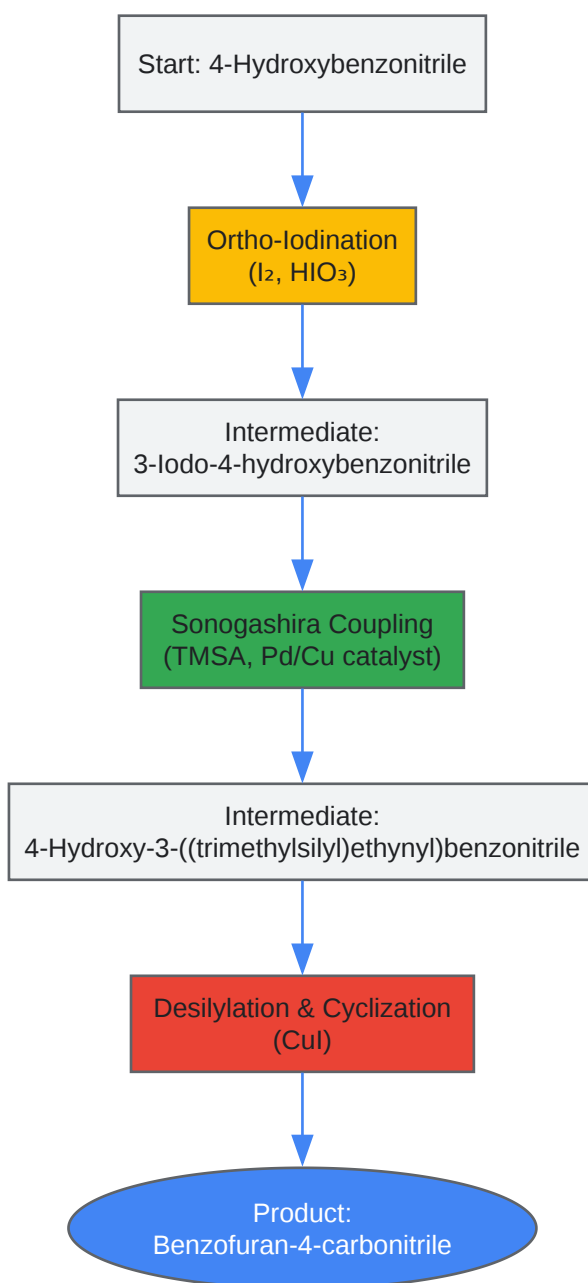 Start: 4-Hydroxybenzonitrile
Ortho-Iodination
(I₂, HIO₃)
Intermediate:
3-Iodo-4-hydroxybenzonitrile
Sonogashira Coupling
(TMSA, Pd/Cu catalyst)
Intermediate:
4-Hydroxy-3-((trimethylsilyl)ethynyl)benzonitrile
Desilylation & Cyclization
(CuI)
Product:
Benzofuran-4-carbonitrile